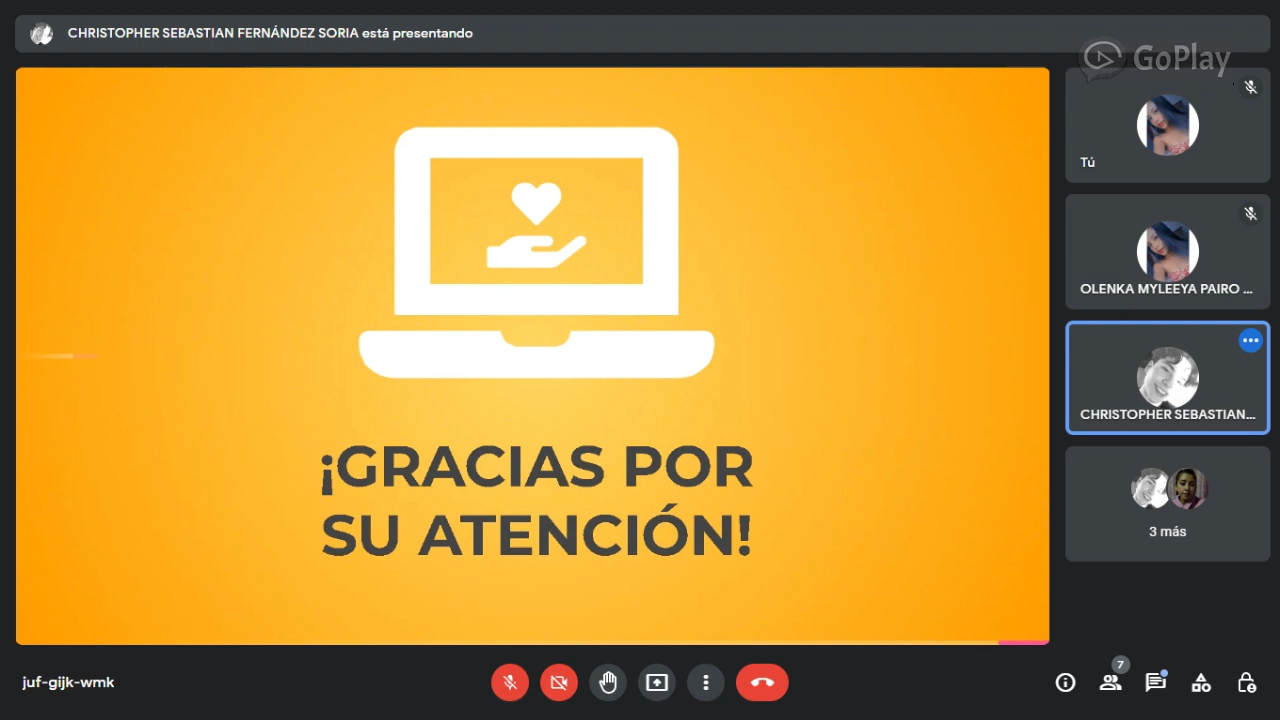 CHRISTOPHER SEBASTIAN FERNÁNDEZ SORIA está presentando
GoPlay
¡GRACIAS POR
SU ATENCIÓN!
Tú
OLENKA MYLEEYA PAIRO ...
CHRISTOPHER SEBASTIAN...
3 más
juf-gijk-wmk
7